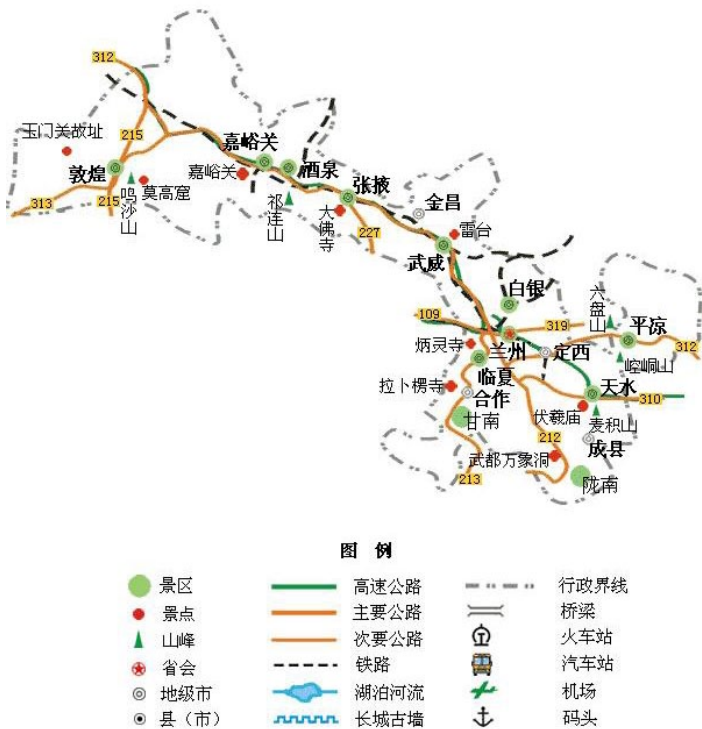 312
玉门关故址
215
敦煌
313
215
鸣沙山
莫高窟
嘉峪关
嘉峪关
酒泉
祁连山
张掖
大佛寺
227
金昌
雷台
武威
白银
六盘山
109
319
平凉
312
炳灵寺
兰州
定西
崆峒山
临夏
拉卜楞寺
合作
天水
310
甘南
伏羲庙
麦积山
212
成县
武都万象洞
213
陇南
图 例
景区 高速公路 行政界线
景点 主要公路 桥梁
山峰 次要公路 火车站
省会 铁路 汽车站
地级市 湖泊河流 机场
县（市） 长城古墙 码头